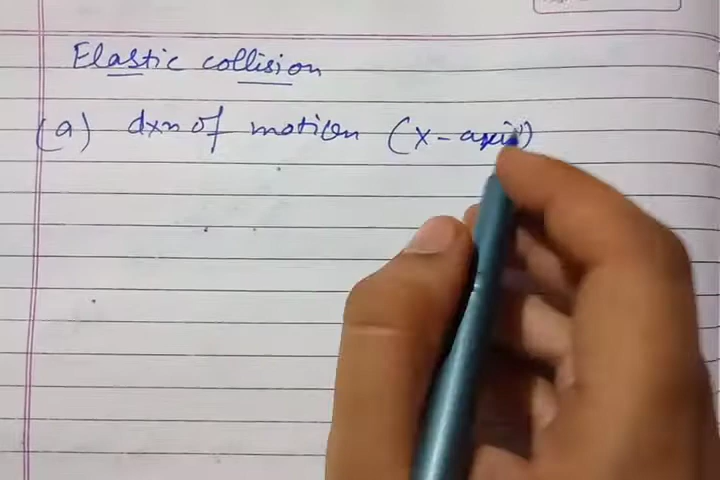 Elastic collision
(a) dxn of motion (x-axis)